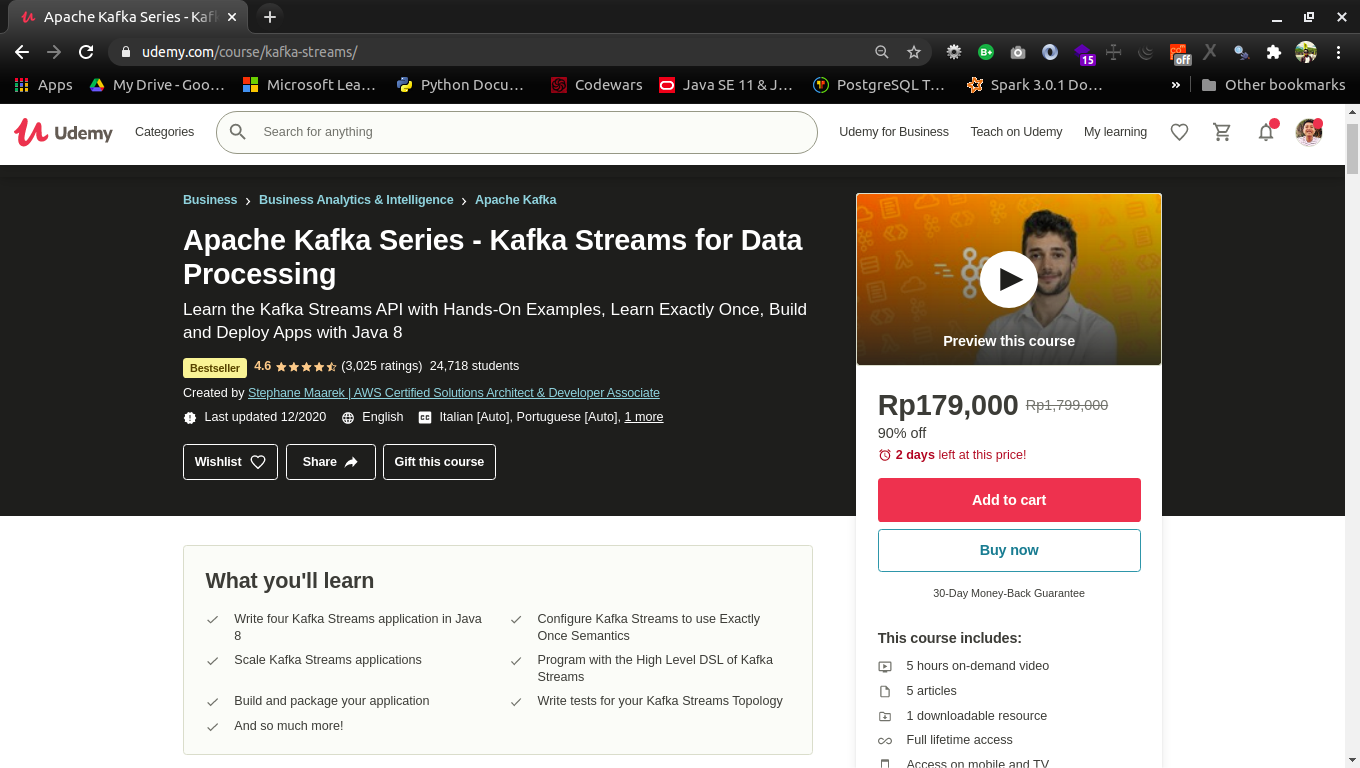 Apache Kafka Series - Kaf
udemy.com/course/kafka-streams/
15
off
Apps
My Drive - Goo…
Microsoft Lea…
Python Docu…
Codewars
Java SE 11 & J…
PostgreSQL T…
Spark 3.0.1 Do…
»
Other bookmarks
Udemy
Categories
Search for anything
Udemy for Business
Teach on Udemy
My learning
Business › Business Analytics & Intelligence › Apache Kafka
Apache Kafka Series - Kafka Streams for Data
Processing
Learn the Kafka Streams API with Hands-On Examples, Learn Exactly Once, Build
and Deploy Apps with Java 8
Bestseller 4.6 (3,025 ratings) 24,718 students
Created by Stephane Maarek | AWS Certified Solutions Architect & Developer Associate
Last updated 12/2020 English CC Italian [Auto], Portuguese [Auto], 1 more
Wishlist
Share
Gift this course
Preview this course
Rp179,000 Rp1,799,000
90% off
2 days left at this price!
Add to cart
Buy now
30-Day Money-Back Guarantee
This course includes:
5 hours on-demand video
5 articles
1 downloadable resource
Full lifetime access
Access on mobile and TV
What you'll learn
Write four Kafka Streams application in Java
8
Configure Kafka Streams to use Exactly
Once Semantics
Scale Kafka Streams applications
Program with the High Level DSL of Kafka
Streams
Build and package your application
Write tests for your Kafka Streams Topology
And so much more!